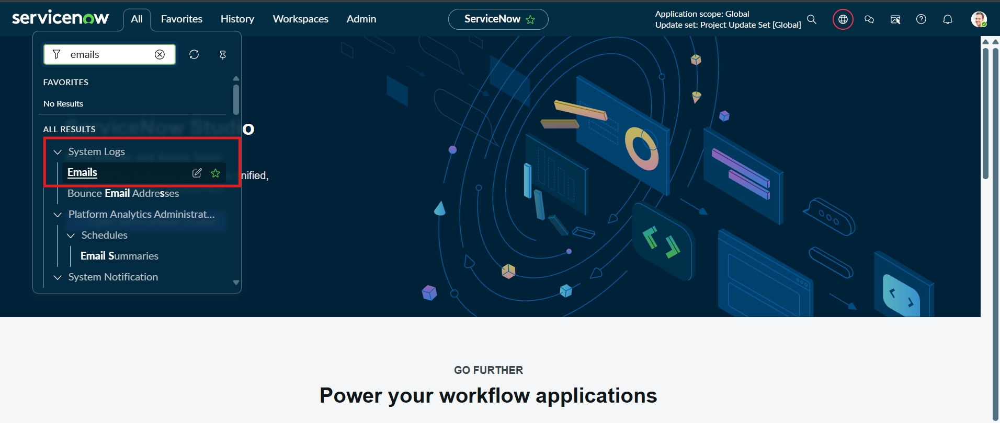 servicenow
All
Favorites
History
Workspaces
Admin
ServiceNow
Application scope: Global
Update set: Project Update Set [Global]
emails
FAVORITES
No Results
ALL RESULTS
ServiceNow Studio
System Logs
Emails
nified,
Bounce Email Addresses
Platform Analytics Administrat...
Schedules
Email Summaries
System Notification
GO FURTHER
Power your workflow applications